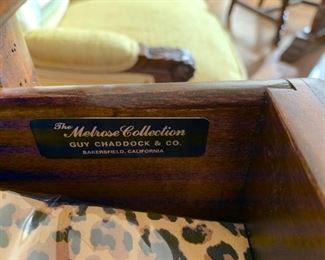 The Melrose Collection
GUY CHADDOCK & CO.
BAKERSFIELD, CALIFORNIA